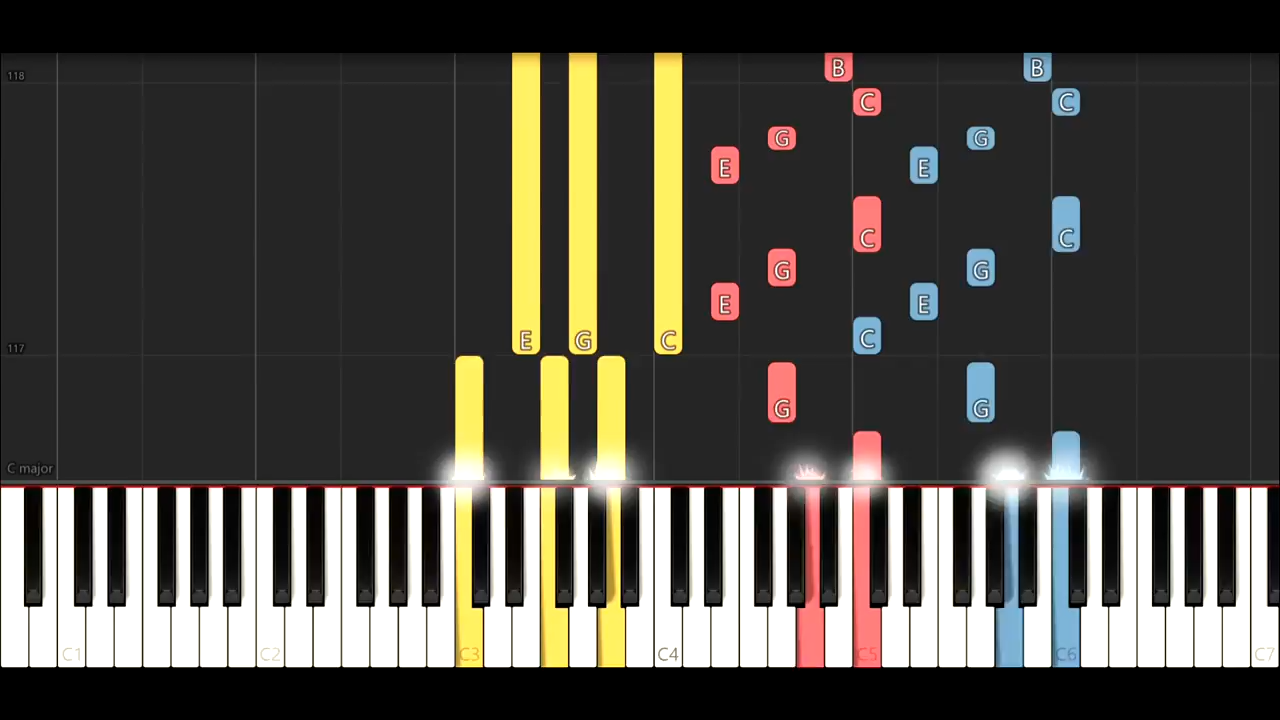 118
B B
C C
G G
E E
C C
G G
E E
E G C C
117
G G
C major
C1 C2 C3 C4 C5 C6 C7